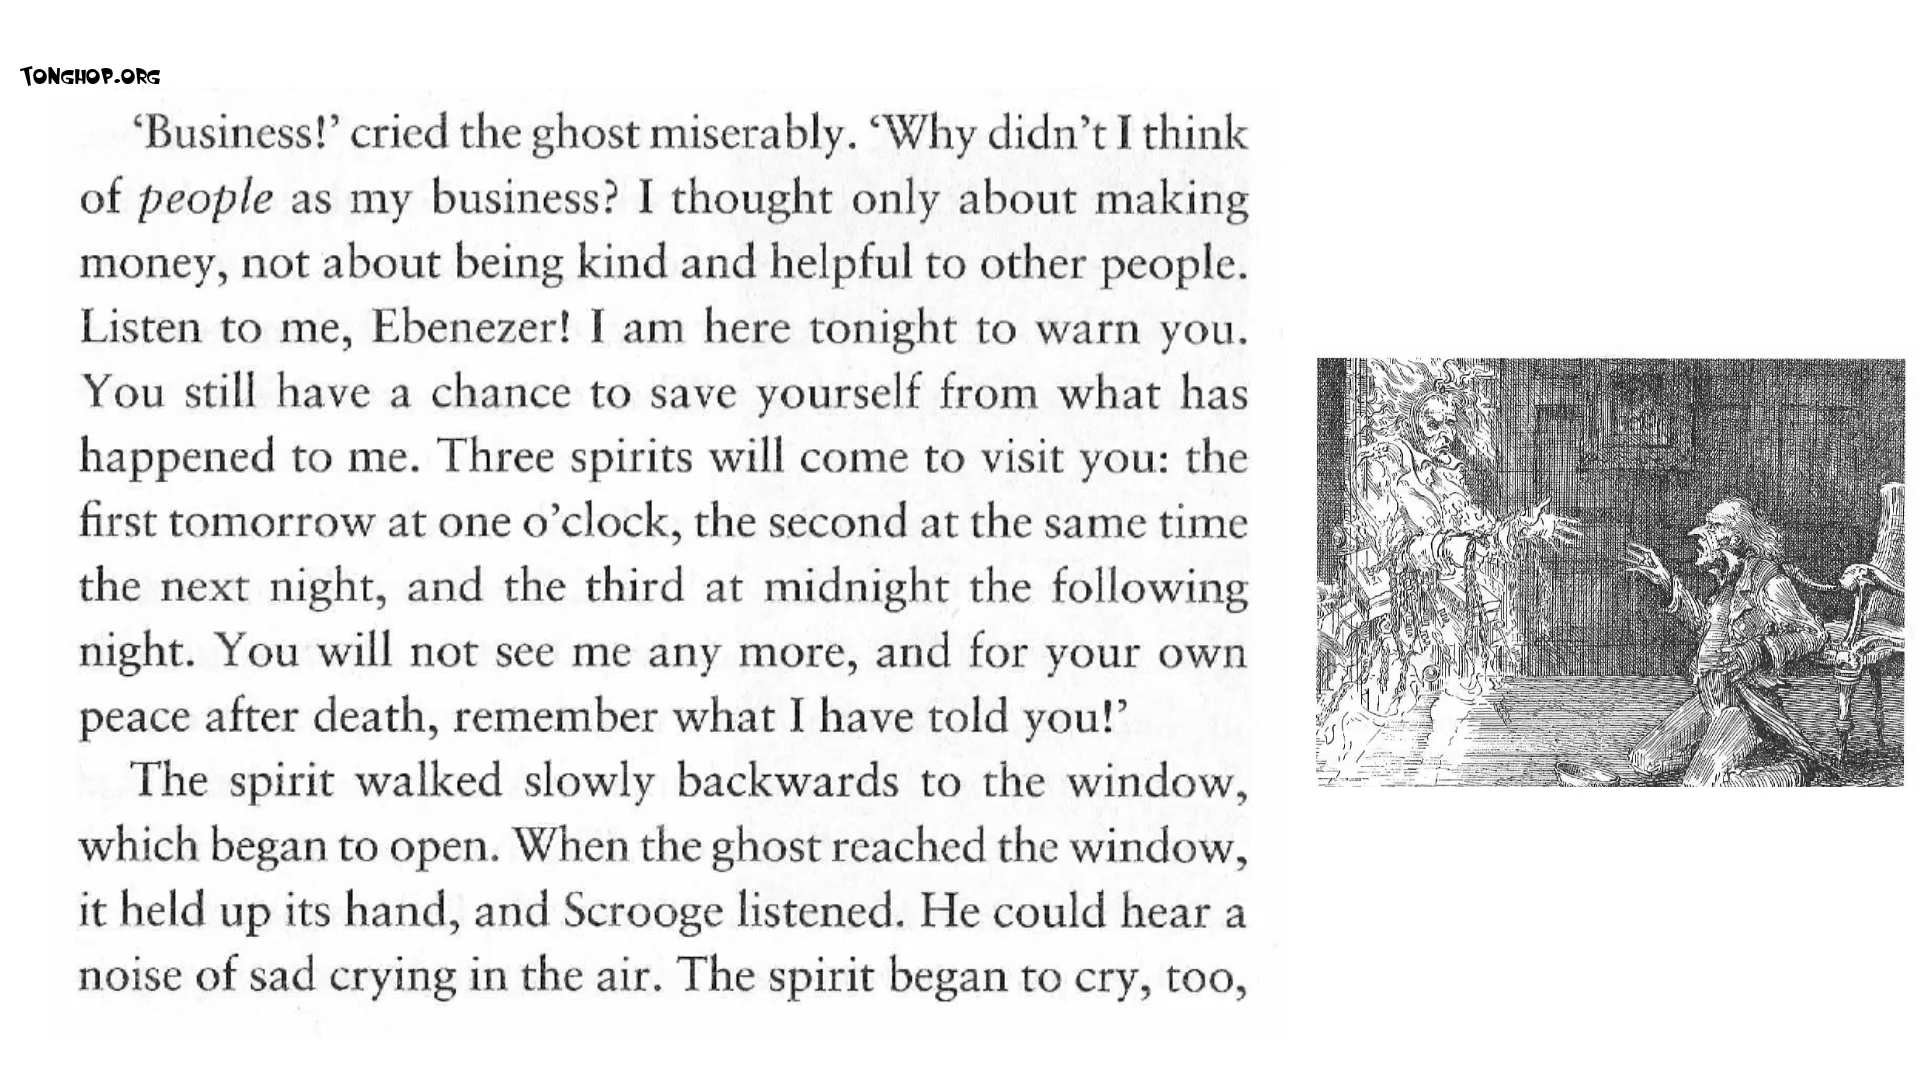 TONGHOP.ORG
‘Business!’ cried the ghost miserably. ‘Why didn’t I think
of people as my business? I thought only about making
money, not about being kind and helpful to other people.
Listen to me, Ebenezer! I am here tonight to warn you.
You still have a chance to save yourself from what has
happened to me. Three spirits will come to visit you: the
first tomorrow at one o’clock, the second at the same time
the next night, and the third at midnight the following
night. You will not see me any more, and for your own
peace after death, remember what I have told you!’
The spirit walked slowly backwards to the window,
which began to open. When the ghost reached the window,
it held up its hand, and Scrooge listened. He could hear a
noise of sad crying in the air. The spirit began to cry, too,